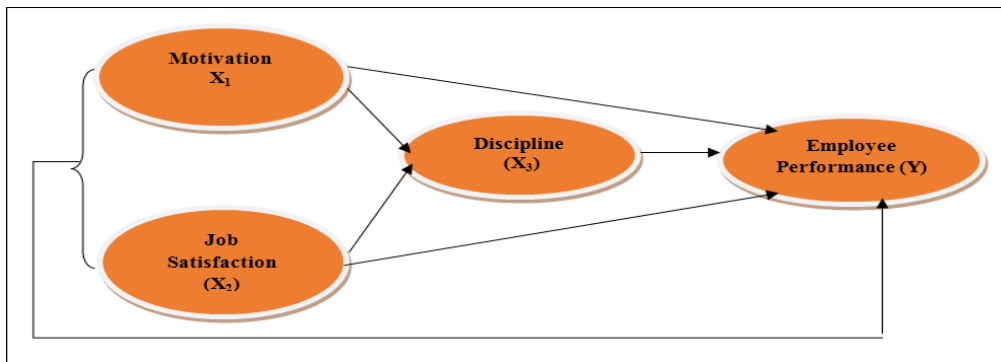 Motivation
X₁
Discipline
(X₃)
Employee
Performance (Y)
Job
Satisfaction
(X₂)